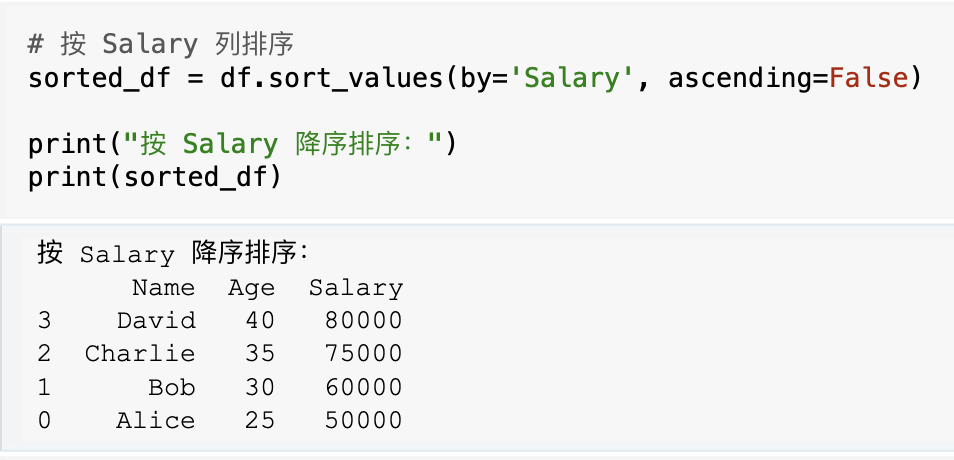 # 按 Salary 列排序
sorted_df = df.sort_values(by='Salary', ascending=False)
print("按 Salary 降序排序：")
print(sorted_df)
按 Salary 降序排序：
Name Age Salary
3 David 40 80000
2 Charlie 35 75000
1 Bob 30 60000
0 Alice 25 50000